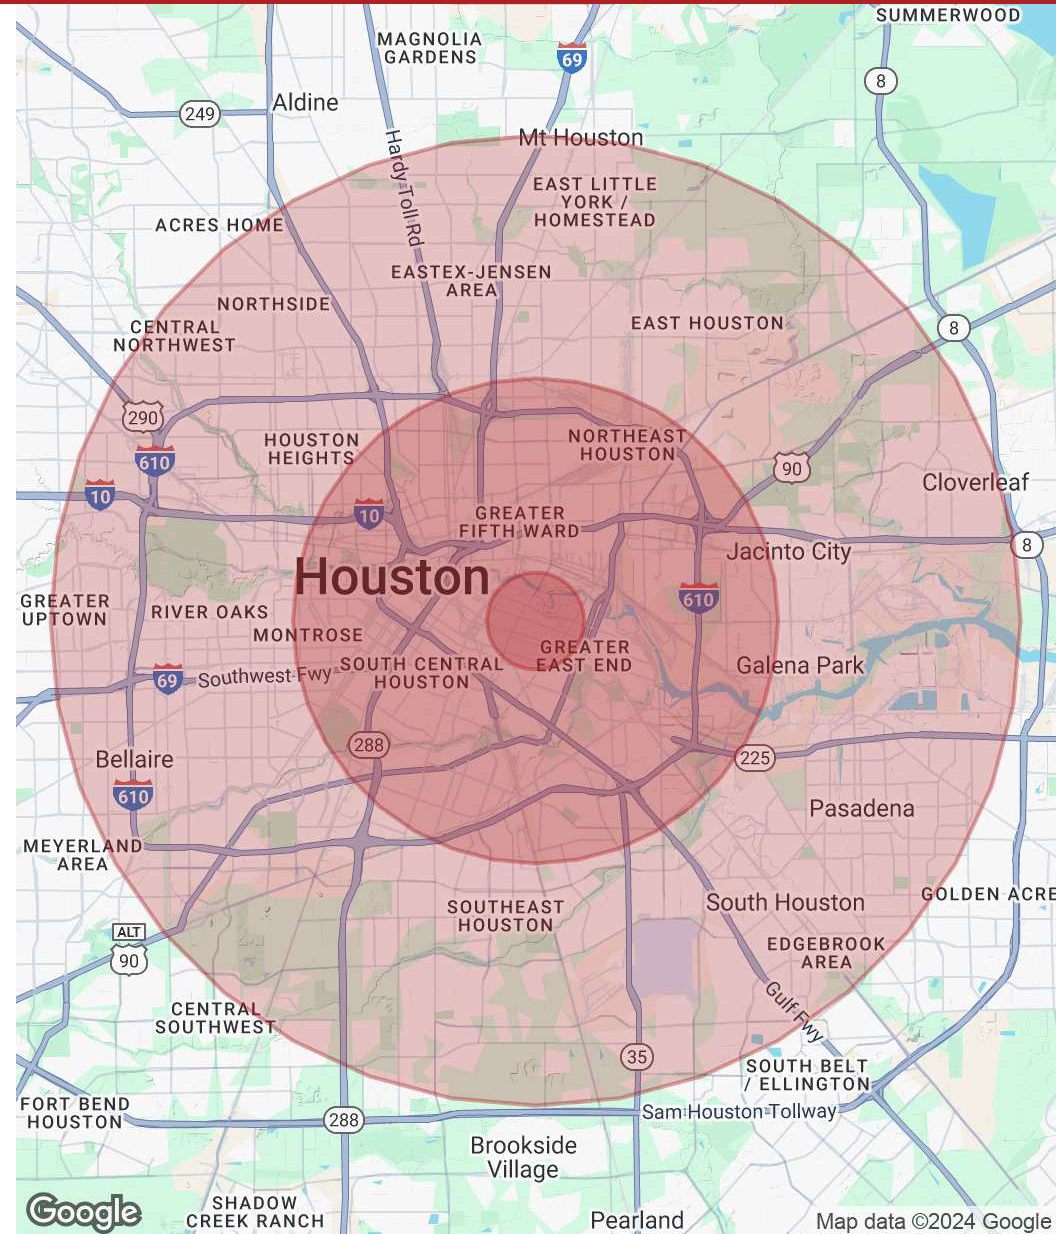 SUMMERWOOD
MAGNOLIA
GARDENS
69
8
249
Aldine
Hardy Toll Rd
Mt Houston
EAST LITTLE
YORK /
HOMESTEAD
ACRES HOME
EASTEX-JENSEN
AREA
NORTHSIDE
CENTRAL
NORTHWEST
EAST HOUSTON
8
290
HOUSTON
HEIGHTS
NORTHEAST
HOUSTON
610
90
Cloverleaf
10
10
GREATER
FIFTH WARD
8
Jacinto City
Houston
GREATER
UPTOWN
RIVER OAKS
610
MONTROSE
GREATER
EAST END
SOUTH CENTRAL
HOUSTON
Galena Park
69
Southwest Fwy
288
225
Bellaire
610
Pasadena
MEYERLAND
AREA
SOUTHEAST
HOUSTON
South Houston
GOLDEN ACRE
ALT
90
EDGEBROOK
AREA
Gulf Fwy
CENTRAL
SOUTHWEST
35
SOUTH BELT
/ ELLINGTON
FORT BEND
HOUSTON
288
Sam Houston Tollway
Brookside
Village
SHADOW
CREEK RANCH
Pearland
Google
Map data ©2024 Google